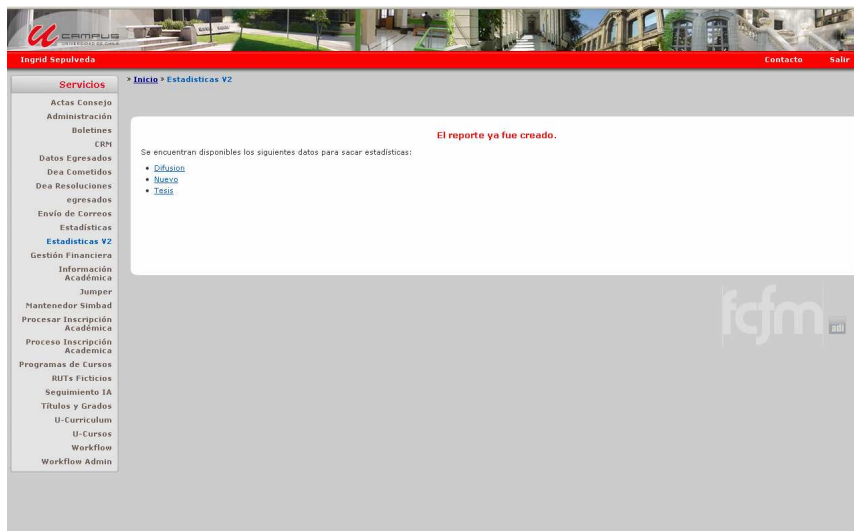 u CAMPUS
UNIVERSIDAD DE CHILE
Ingrid Sepulveda
Contacto
Salir
Servicios
Actas Consejo
Administración
Boletines
CRM
Datos Egresados
Dea Cometidos
Dea Resoluciones
egresados
Envío de Correos
Estadísticas
Estadisticas V2
Gestión Financiera
Información
Académica
Jumper
Mantenedor Simbad
Procesar Inscripción
Académica
Proceso Inscripción
Academica
Programas de Cursos
RUTs Ficticios
Seguimiento IA
Títulos y Grados
U-Curriculum
U-Cursos
Workflow
Workflow Admin
» Inicio » Estadisticas V2
El reporte ya fue creado.
Se encuentran disponibles los siguientes datos para sacar estadísticas:
• Difusion
• Nuevo
• Tesis
fcfm
adi